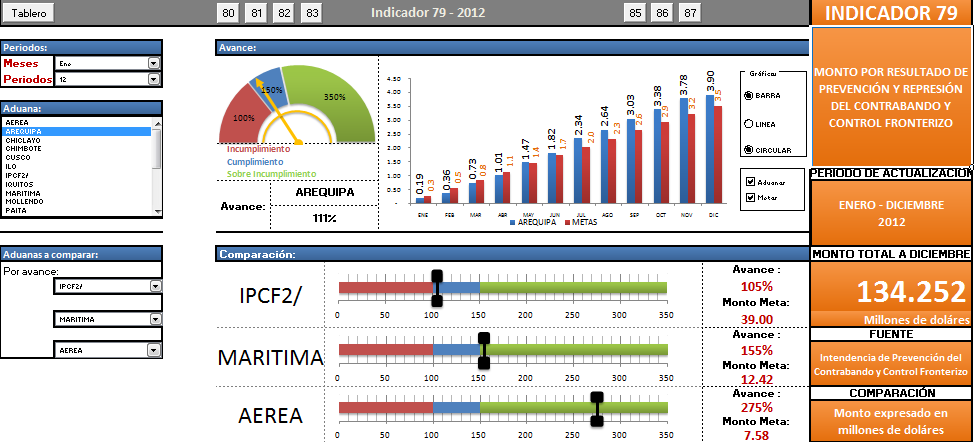 Tablero
80
81
82
83
Indicador 79 - 2012
85
86
87
INDICADOR 79
Periodos:
Meses
Ene
Periodos
12
Aduana:
AEREA
AREQUIPA
CHICLAYO
CHIMBOTE
CUSCO
ILO
IPCF2/
IQUITOS
MARITIMA
MOLLENDO
PAITA
Avance:
100%
150%
350%
Incumplimiento
Cumplimiento
Sobre Incumplimiento
Avance:
AREQUIPA
111%
4.50
4.00
3.50
3.00
2.50
2.00
1.50
1.00
0.50
0.19
0.3
0.36
0.5
0.73
0.8
1.01
1.1
1.47
1.4
1.82
1.7
2.34
2.0
2.64
2.3
3.03
2.6
3.38
2.9
3.78
3.2
3.90
3.5
ENE
FEB
MAR
ABR
MAY
JUN
JUL
AGO
SEP
OCT
NOV
DIC
AREQUIPA
METAS
Gráficos
BARRA
LINEA
CIRCULAR
Aduanas
Metas
MONTO POR RESULTADO DE
PREVENCIÓN Y REPRESIÓN
DEL CONTRABANDO Y
CONTROL FRONTERIZO
PERIODO DE ACTUALIZACIÓN
ENERO - DICIEMBRE
2012
MONTO TOTAL A DICIEMBRE
134.252
Millones de doláres
FUENTE
Intendencia de Prevención del
Contrabando y Control Fronterizo
COMPARACIÓN
Monto expresado en
millones de doláres
Aduanas a comparar:
Por avance:
IPCF2/
MARITIMA
AEREA
Comparación:
IPCF2/
0 50 100 150 200 250 300 350
Avance :
105%
Monto Meta:
39.00
MARITIMA
0 50 100 150 200 250 300 350
Avance :
155%
Monto Meta:
12.42
AEREA
0 50 100 150 200 250 300 350
Avance :
275%
Monto Meta:
7.58